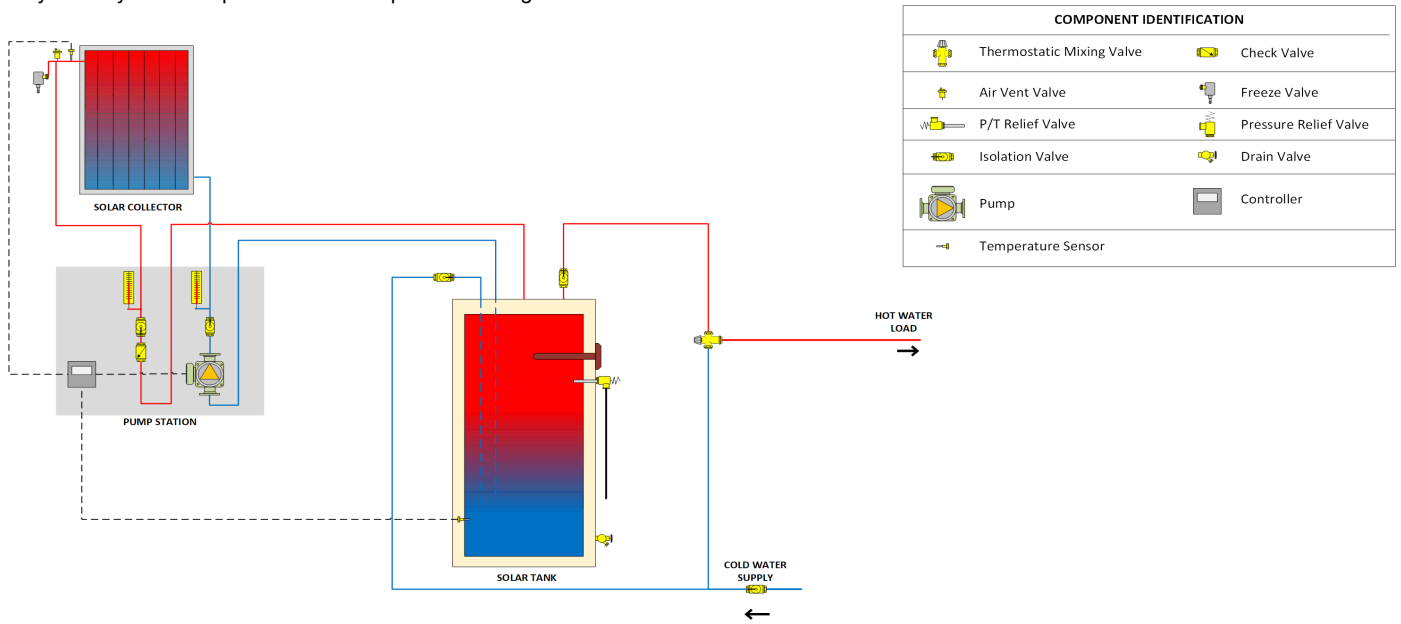 COMPONENT IDENTIFICATION
Thermostatic Mixing Valve
Check Valve
Air Vent Valve
Freeze Valve
P/T Relief Valve
Pressure Relief Valve
Isolation Valve
Drain Valve
Pump
Controller
Temperature Sensor
SOLAR COLLECTOR
PUMP STATION
HOT WATER
LOAD
COLD WATER
SUPPLY
SOLAR TANK